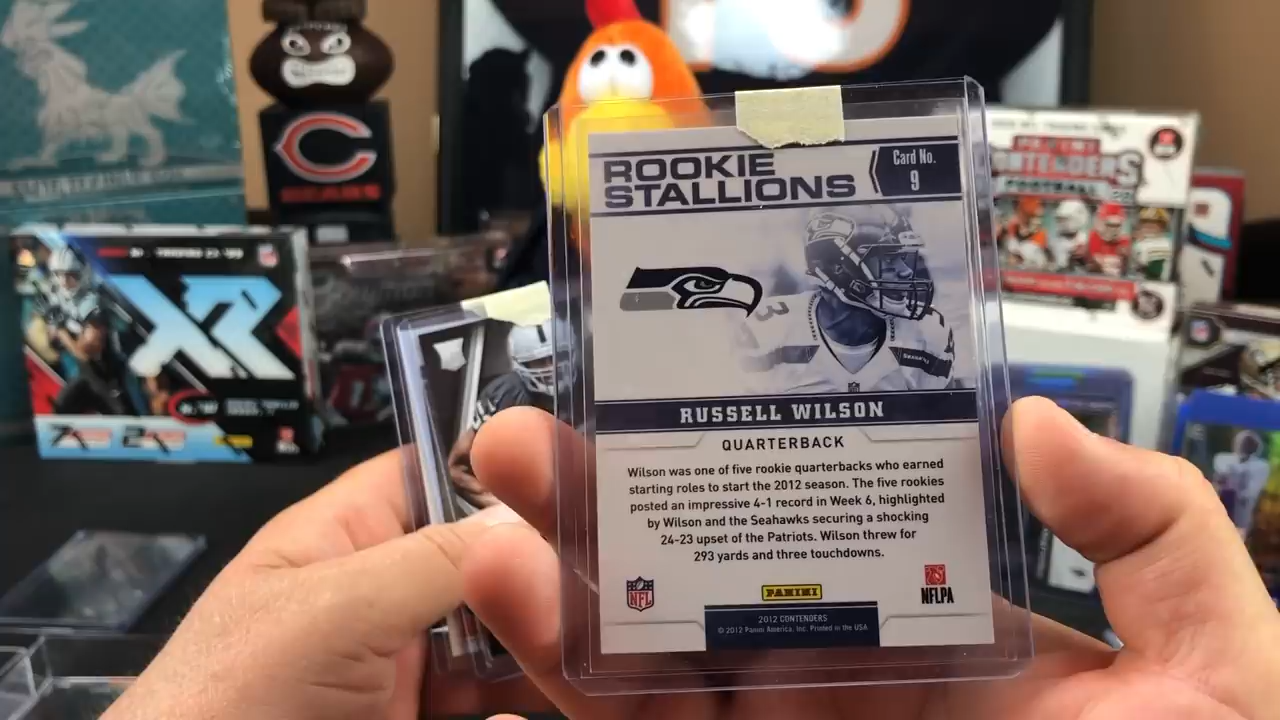 ROOKIE
STALLIONS
Card No.
9
RUSSELL WILSON
QUARTERBACK
Wilson was one of five rookie quarterbacks who earned
starting roles to start the 2012 season. The five rookies
posted an impressive 4-1 record in Week 6, highlighted
by Wilson and the Seahawks securing a shocking
24-23 upset of the Patriots. Wilson threw for
293 yards and three touchdowns.
NFL
PANINI
NFLPA
2012 CONTENDERS
© 2012 Panini America, Inc. Printed in the USA
C
BEARS
XR
PANINI
CONTENDERS
FOOTBALL